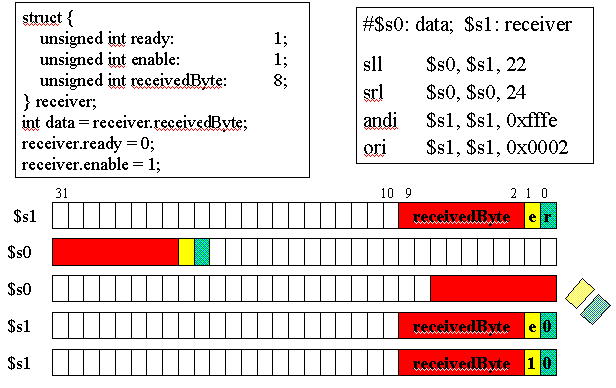 struct {
unsigned int ready: 1;
unsigned int enable: 1;
unsigned int receivedByte: 8;
} receiver;
int data = receiver.receivedByte;
receiver.ready = 0;
receiver.enable = 1;
#$s0: data; $s1: receiver
sll $s0, $s1, 22
srl $s0, $s0, 24
andi $s1, $s1, 0xfffe
ori $s1, $s1, 0x0002
31 10 9 2 1 0
$s1 receivedByte e r
$s0
$s0
$s1 receivedByte e 0
$s1 receivedByte 1 0